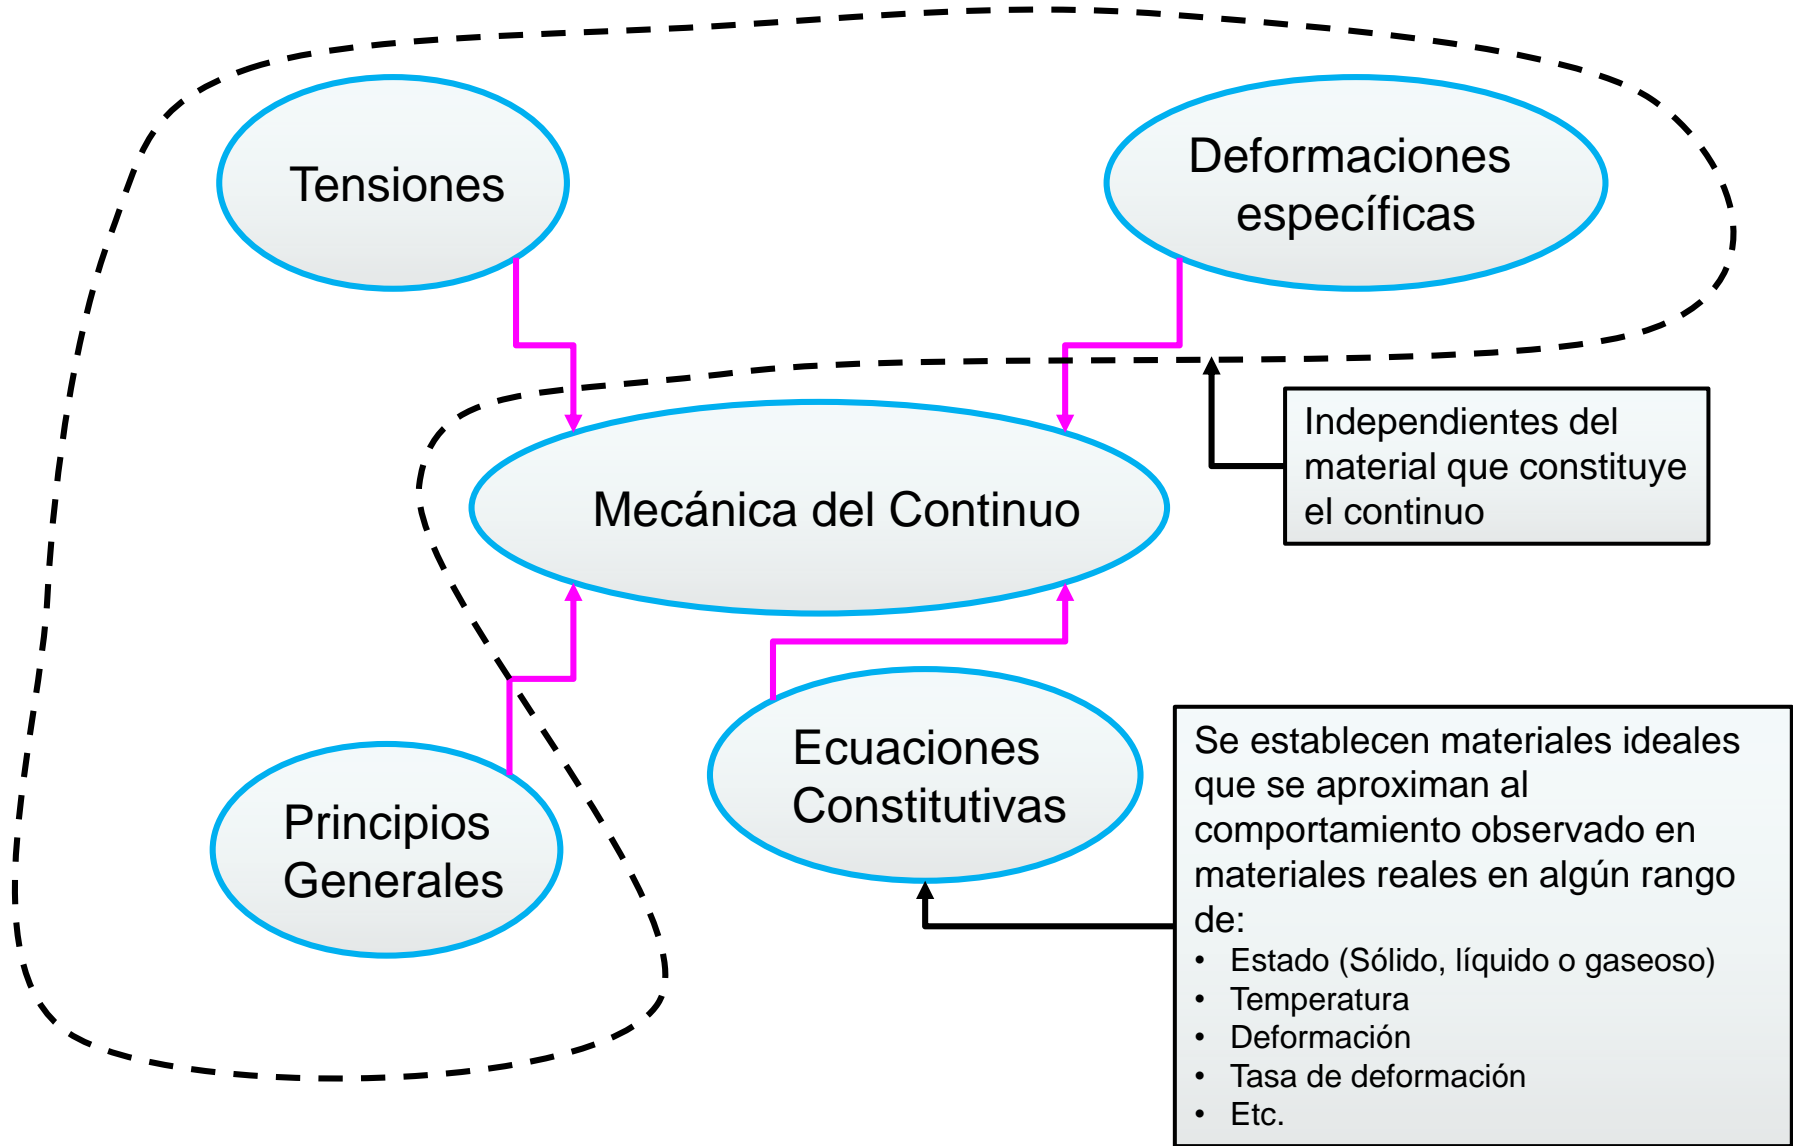 Tensiones
Deformaciones
específicas
Independientes del
material que constituye
el continuo
Mecánica del Continuo
Principios
Generales
Ecuaciones
Constitutivas
Se establecen materiales ideales
que se aproximan al
comportamiento observado en
materiales reales en algún rango
de:
• Estado (Sólido, líquido o gaseoso)
• Temperatura
• Deformación
• Tasa de deformación
• Etc.